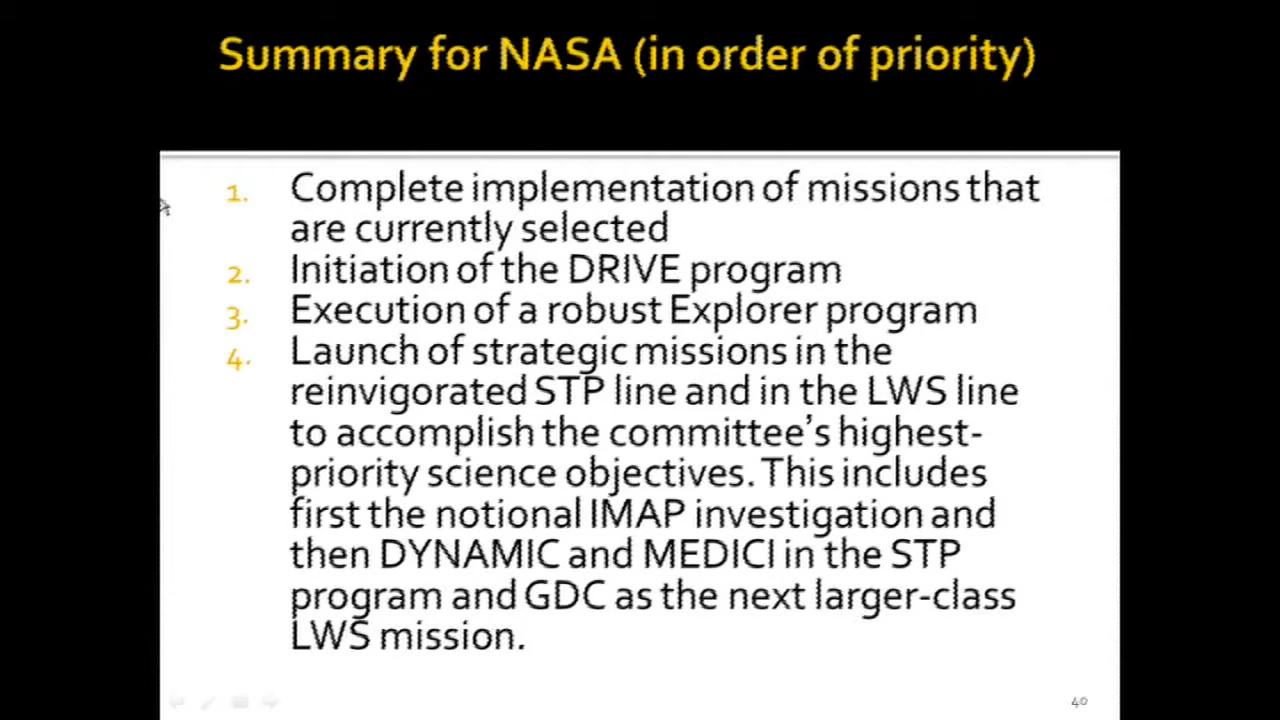 Summary for NASA (in order of priority)
1. Complete implementation of missions that
are currently selected
2. Initiation of the DRIVE program
3. Execution of a robust Explorer program
4. Launch of strategic missions in the
reinvigorated STP line and in the LWS line
to accomplish the committee's highest-
priority science objectives. This includes
first the notional IMAP investigation and
then DYNAMIC and MEDICI in the STP
program and GDC as the next larger-class
LWS mission.
40